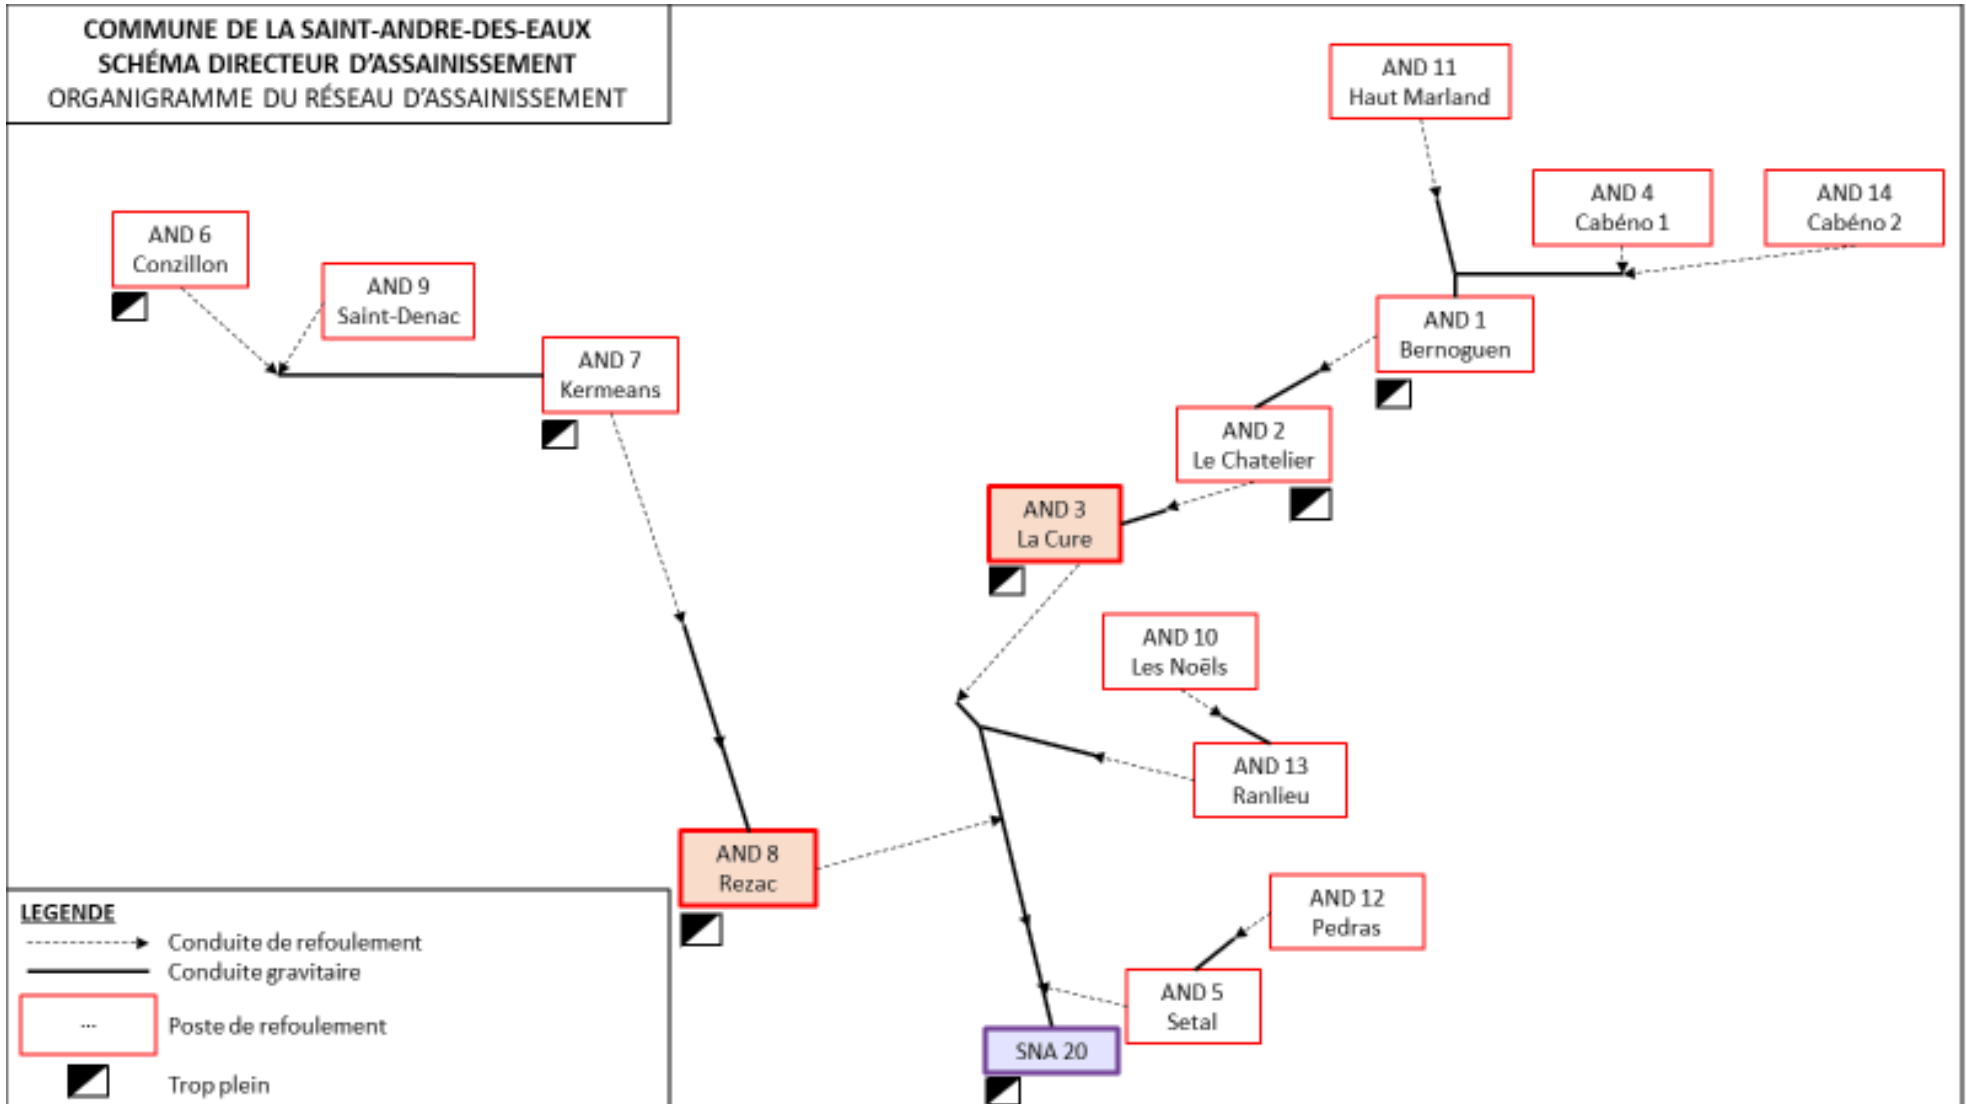 COMMUNE DE LA SAINT-ANDRE-DES-EAUX
SCHÉMA DIRECTEUR D'ASSAINISSEMENT
ORGANIGRAMME DU RÉSEAU D'ASSAINISSEMENT
AND 11
Haut Marland
AND 4
Cabéno 1
AND 14
Cabéno 2
AND 6
Conzillon
AND 9
Saint-Denac
AND 7
Kermeans
AND 1
Bernoguen
AND 2
Le Chatelier
AND 3
La Cure
AND 10
Les Noëls
AND 13
Ranlieu
AND 8
Rezac
AND 12
Pedras
AND 5
Setal
SNA 20
LEGENDE
Conduite de refoulement
Conduite gravitaire
...
Poste de refoulement
Trop plein